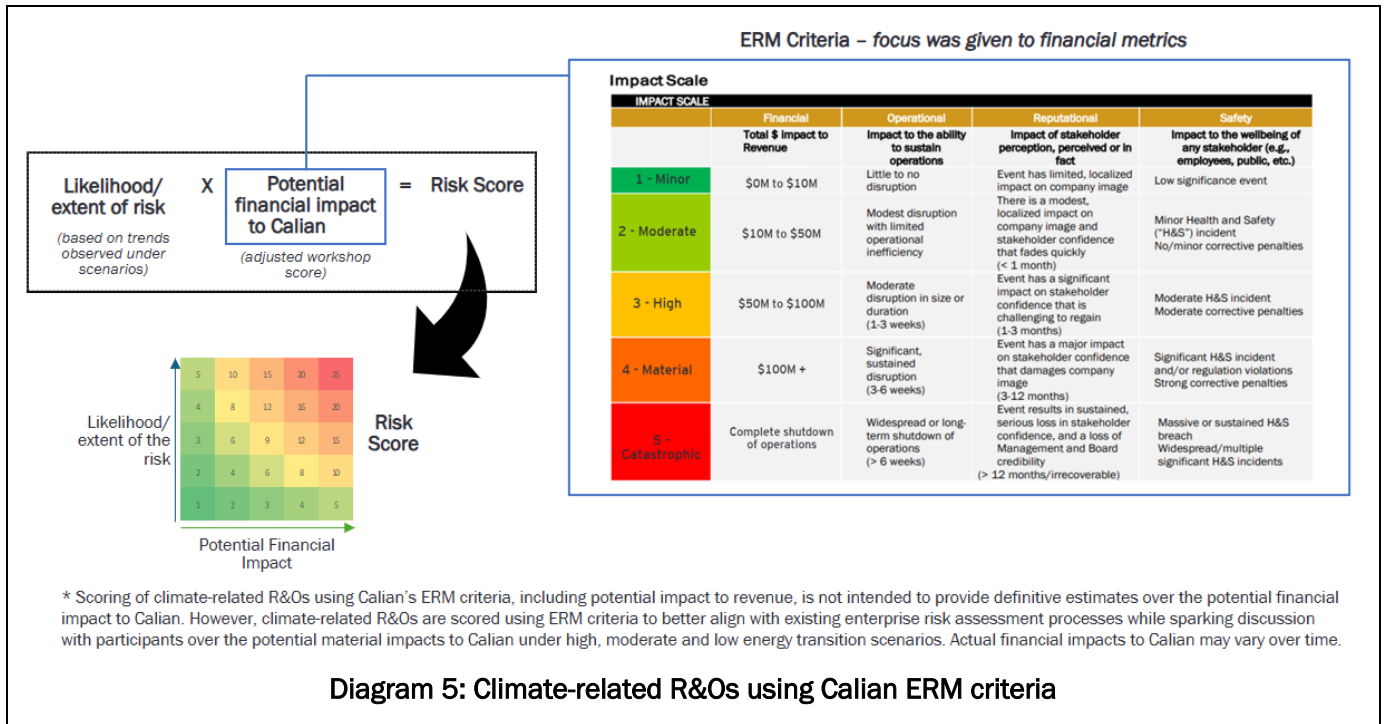 ERM Criteria – focus was given to financial metrics
Impact Scale
IMPACT SCALE
Financial
Operational
Reputational
Safety
Total $ Impact to
Revenue
Impact to the ability
to sustain
operations
Impact of stakeholder
perception, perceived or in
fact
Impact to the wellbeing of
any stakeholder (e.g.,
employees, public, etc.)
1 - Minor
$0M to $10M
Little to no
disruption
Event has limited, localized
impact on company image
Low significance event
2 - Moderate
$10M to $50M
Modest disruption
with limited
operational
inefficiency
There is a modest,
localized impact on
company image and
stakeholder confidence
that fades quickly
(< 1 month)
Minor Health and Safety
("H&S") incident
No/minor corrective penalties
3 - High
$50M to $100M
Moderate
disruption in size or
duration
(1-3 weeks)
Event has a significant
impact on stakeholder
confidence that is
challenging to regain
(1-3 months)
Moderate H&S incident
Moderate corrective penalties
4 - Material
$100M +
Significant,
sustained
disruption
(3-6 weeks)
Event has a major impact
on stakeholder confidence
that damages company
image
(3-12 months)
Significant H&S incident
and/or regulation violations
Strong corrective penalties
5 -
Catastrophic
Complete shutdown
of operations
Widespread or long-
term shutdown of
operations
(> 6 weeks)
Event results in sustained,
serious loss in stakeholder
confidence, and a loss of
Management and Board
credibility
(> 12 months/irrecoverable)
Massive or sustained H&S
breach
Widespread/multiple
significant H&S incidents
Likelihood/
extent of risk
(based on trends
observed under
scenarios)
X
Potential
financial impact
to Calian
(adjusted workshop
score)
=
Risk Score
Likelihood/
extent of the
risk
5 10 15 20 25
4 8 12 16 20
3 6 9 12 15
2 4 6 8 10
1 2 3 4 5
Risk
Score
Potential Financial
Impact
* Scoring of climate-related R&Os using Calian's ERM criteria, including potential impact to revenue, is not intended to provide definitive estimates over the potential financial
impact to Calian. However, climate-related R&Os are scored using ERM criteria to better align with existing enterprise risk assessment processes while sparking discussion
with participants over the potential material impacts to Calian under high, moderate and low energy transition scenarios. Actual financial impacts to Calian may vary over time.
Diagram 5: Climate-related R&Os using Calian ERM criteria